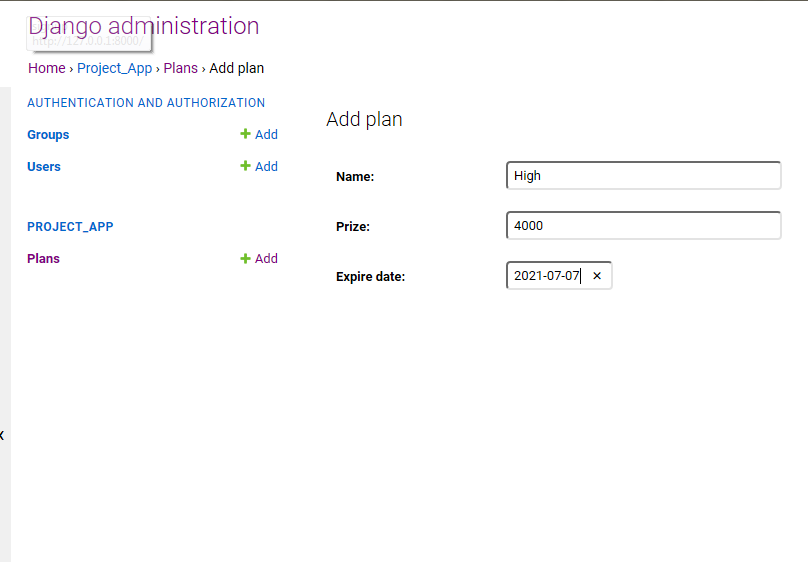 Django administration
http://127.0.0.1:8000/
Home › Project_App › Plans › Add plan
AUTHENTICATION AND AUTHORIZATION
Groups + Add
Users + Add
PROJECT_APP
Plans + Add
Add plan
Name: High
Prize: 4000
Expire date: 2021-07-07 ×